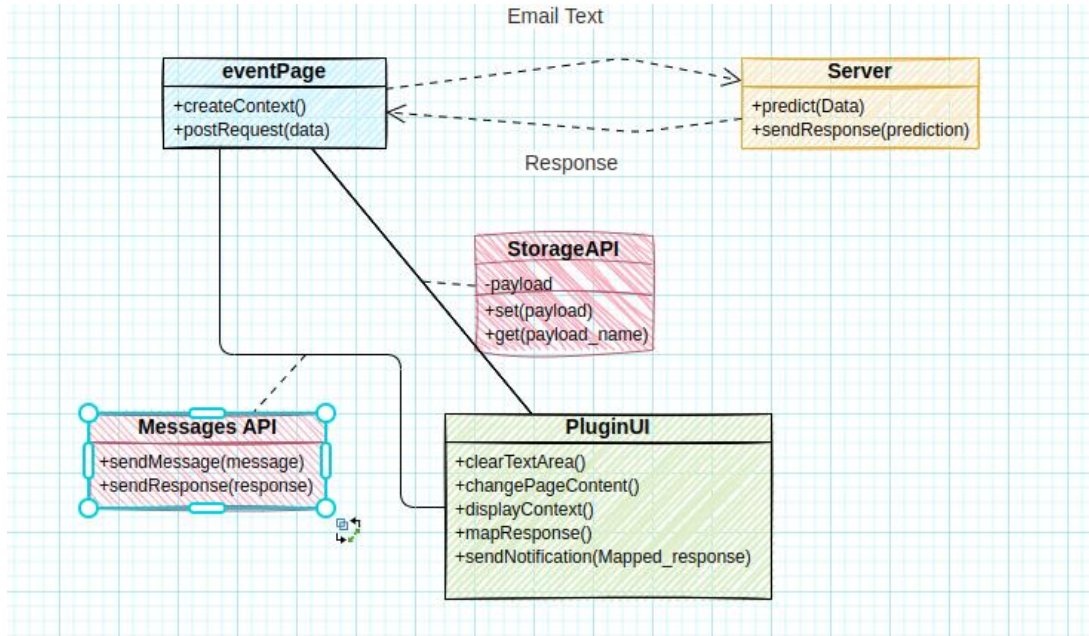 Email Text
eventPage
+createContext()
+postRequest(data)
Server
+predict(Data)
+sendResponse(prediction)
Response
StorageAPI
-payload
+set(payload)
+get(payload_name)
Messages API
+sendMessage(message)
+sendResponse(response)
PluginUI
+clearTextArea()
+changePageContent()
+displayContext()
+mapResponse()
+sendNotification(Mapped_response)